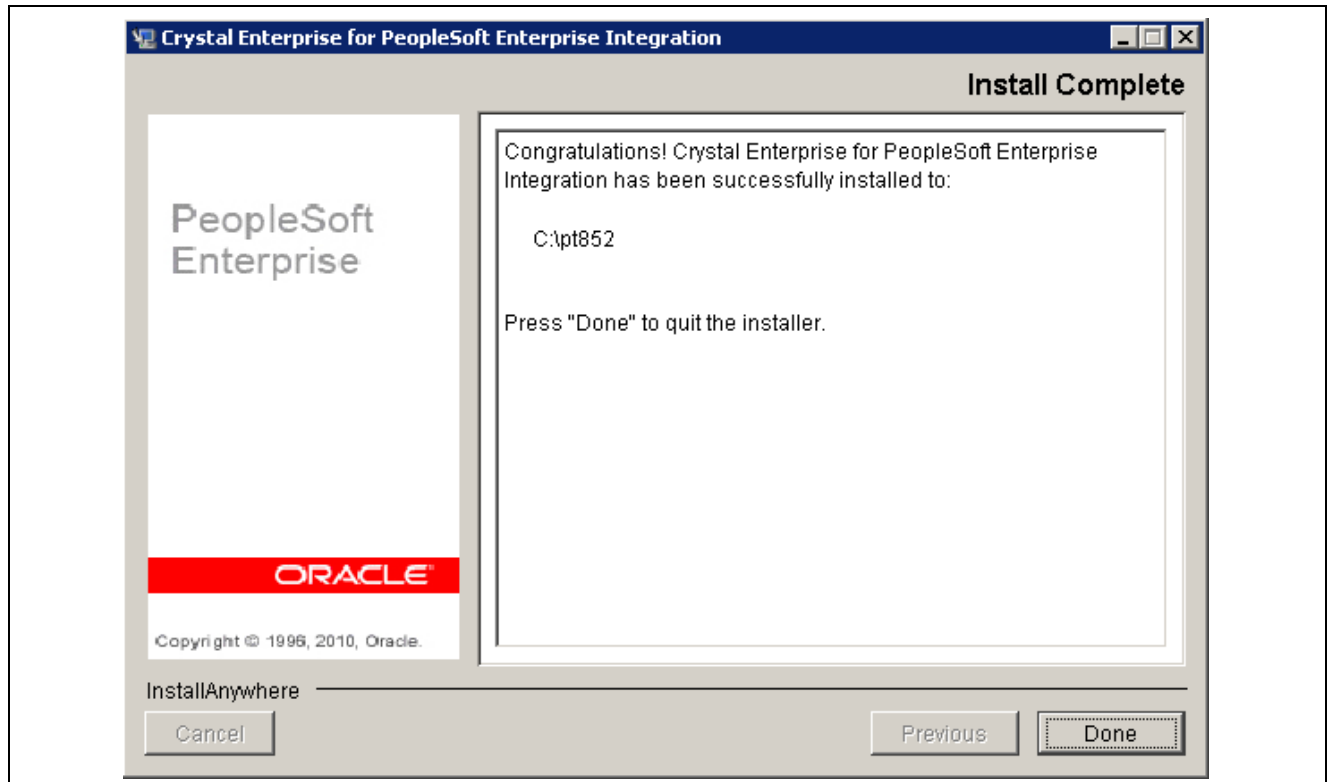 Crystal Enterprise for PeopleSoft Enterprise Integration
Install Complete
PeopleSoft
Enterprise
ORACLE
Copyright © 1996, 2010, Oracle.
Congratulations! Crystal Enterprise for PeopleSoft Enterprise
Integration has been successfully installed to:
C:\pt852
Press "Done" to quit the installer.
InstallAnywhere
Cancel
Previous
Done